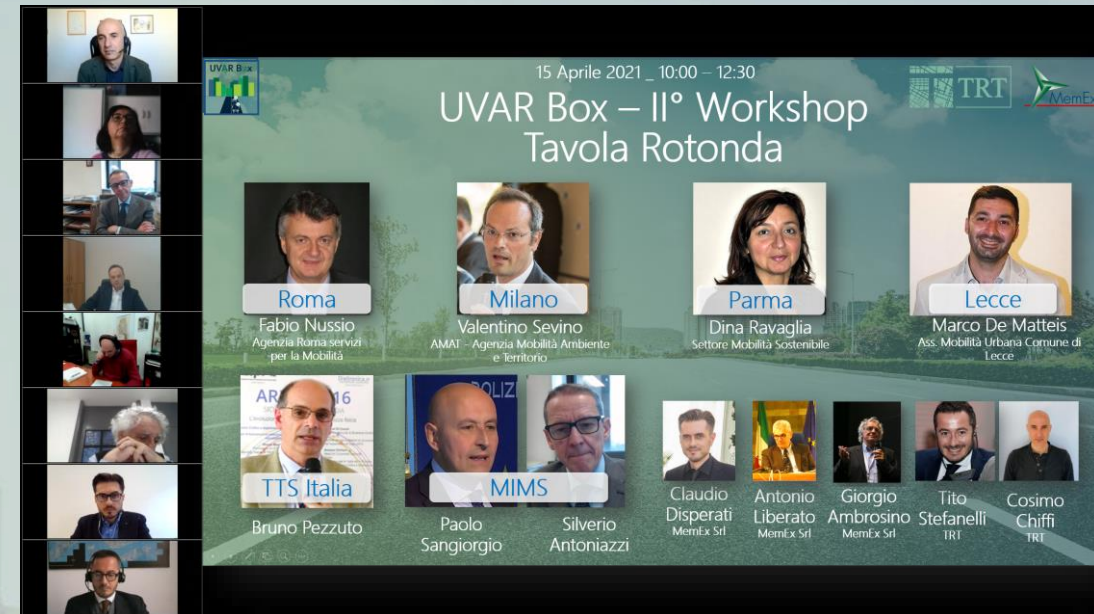 UVAR Box
15 Aprile 2021 _ 10:00 – 12:30
UVAR Box – II° Workshop
Tavola Rotonda
TRT
MemEx
Roma
Fabio Nussio
Agenzia Roma servizi
per la Mobilità
Milano
Valentino Sevino
AMAT – Agenzia Mobilità Ambiente
e Territorio
Parma
Dina Ravaglia
Settore Mobilità Sostenibile
Lecce
Marco De Matteis
Ass. Mobilità Urbana Comune di
Lecce
TTS Italia
Bruno Pezzuto
POLIZI
MIMS
Paolo
Sangiorgio
Silverio
Antoniazzi
Claudio
Disperati
MemEx Srl
Antonio
Liberato
MemEx Srl
Giorgio
Ambrosino
MemEx Srl
Tito
Stefanelli
TRT
Cosimo
Chiffi
TRT